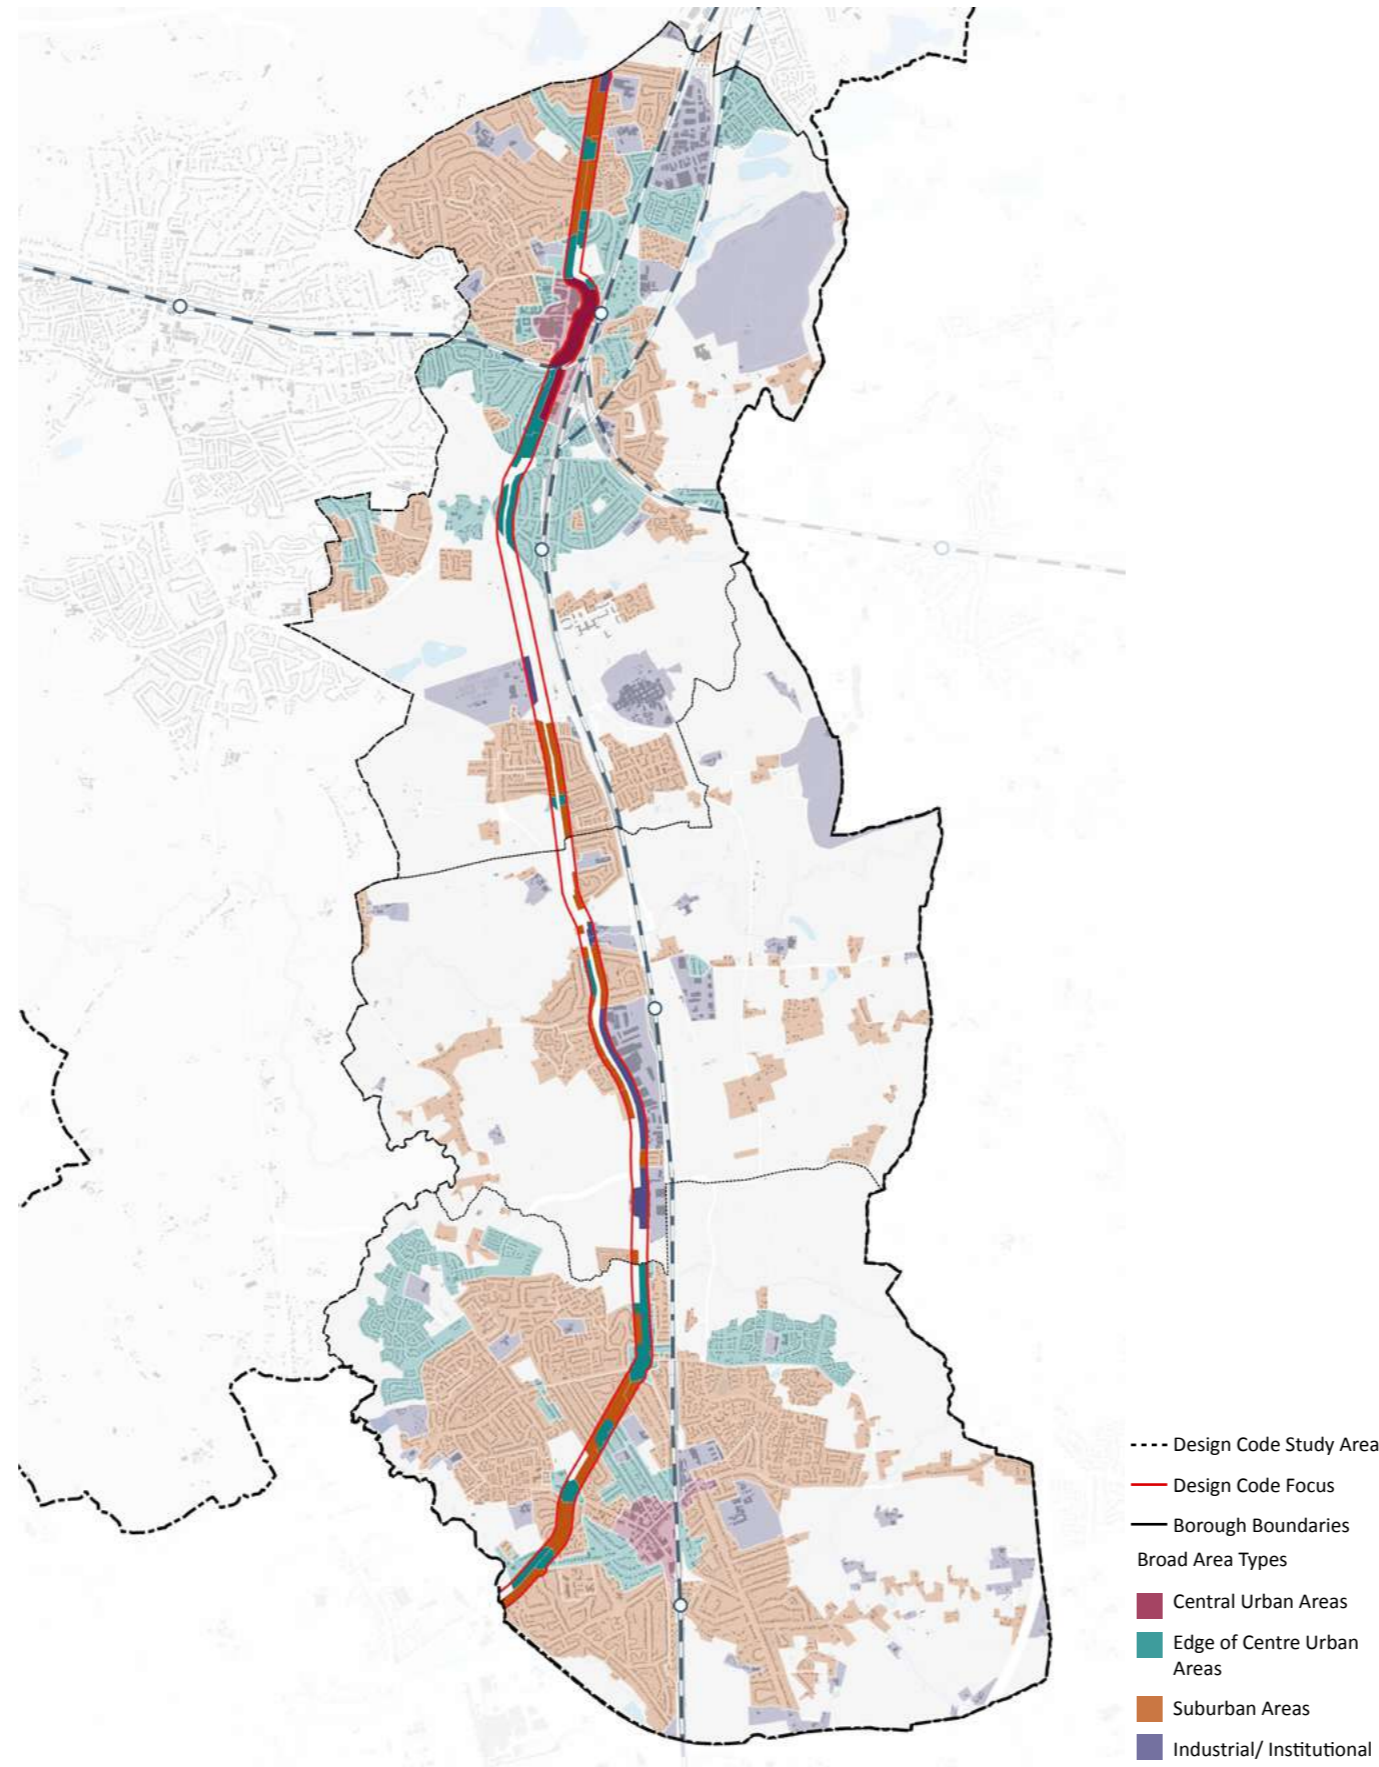 Design Code Study Area
Design Code Focus
Borough Boundaries
Broad Area Types
Central Urban Areas
Edge of Centre Urban
Areas
Suburban Areas
Industrial/ Institutional